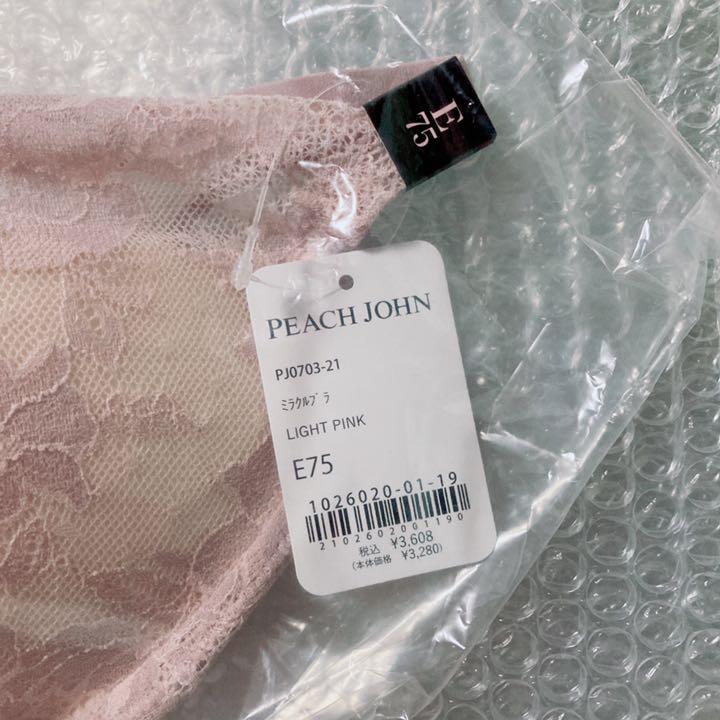 E
75
PEACH JOHN
PJ0703-21
ﾐﾗｸﾙﾌﾞﾗ
LIGHT PINK
E75
1026020-01-19
2102602001190
税込 ¥3,608
(本体価格 ¥3,280)